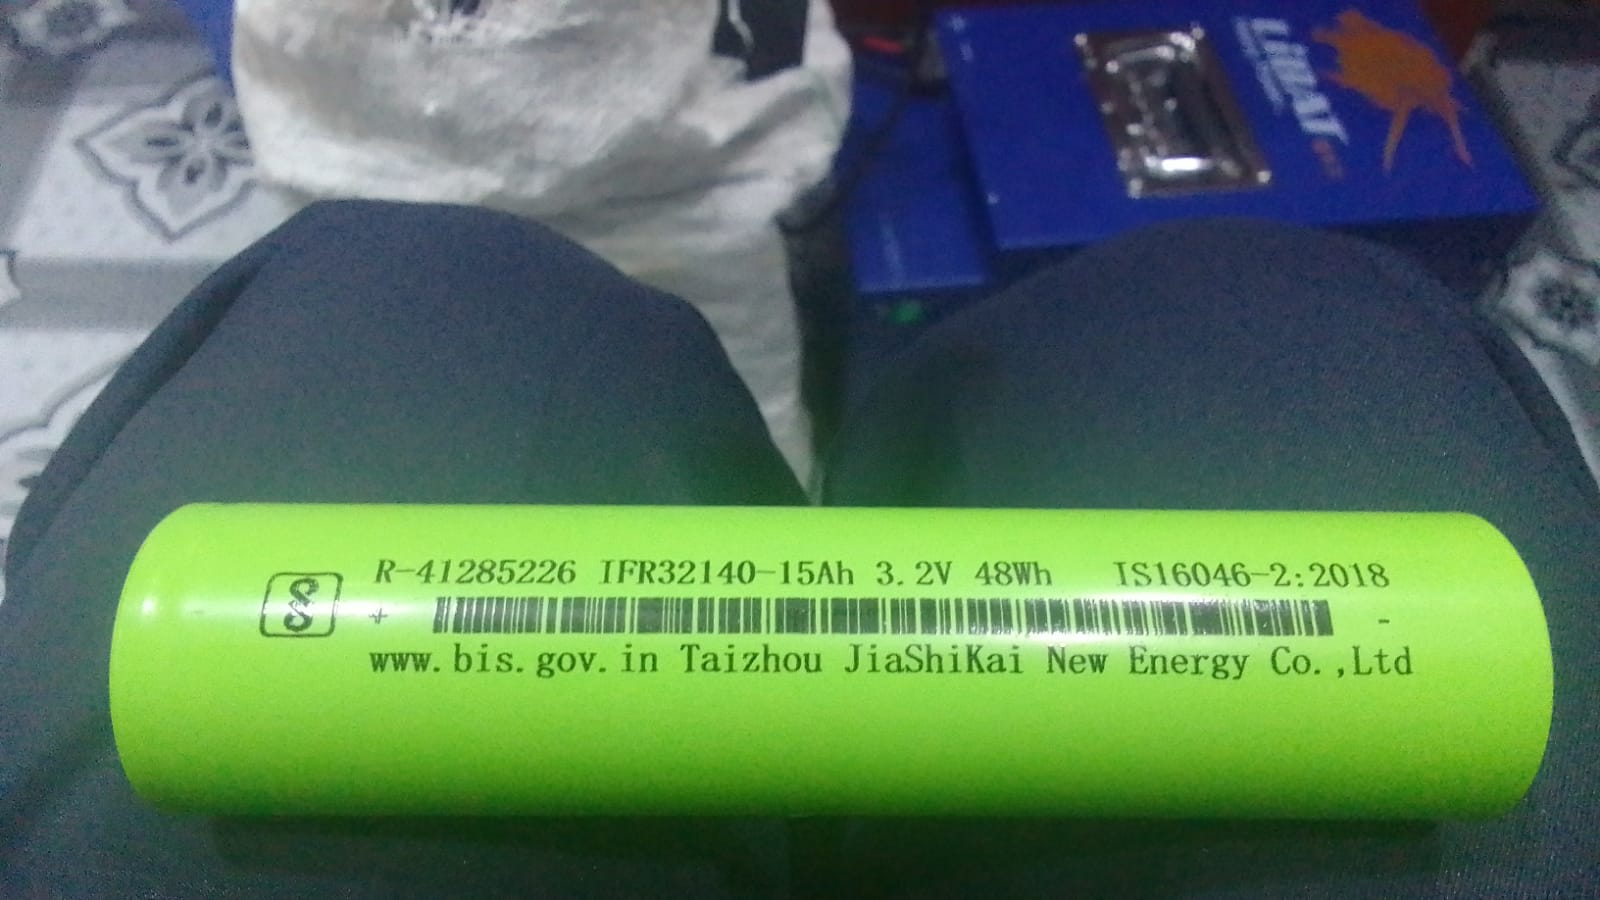 LIBAT
R-41285226 IFR32140-15Ah 3.2V 48Wh IS16046-2:2018
+ -
www.bis.gov.in Taizhou JiaShiKai New Energy Co.,Ltd